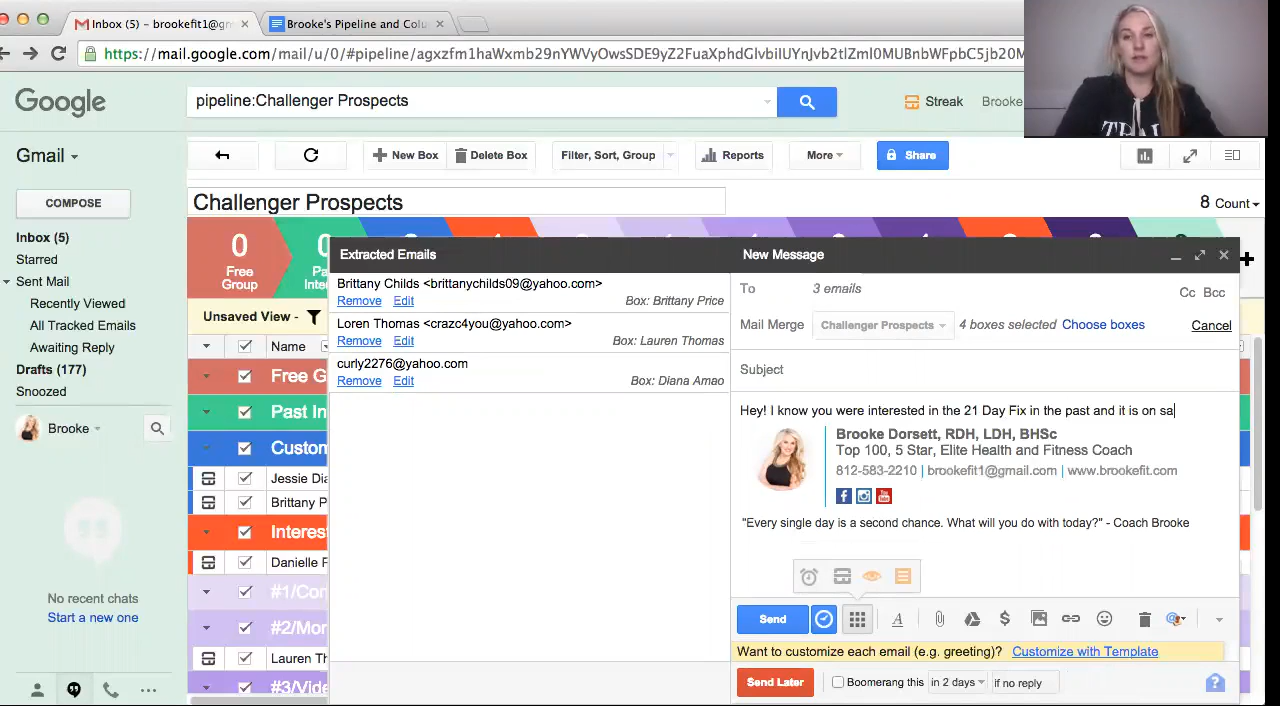 Inbox (5) - brookefit1@gm
Brooke's Pipeline and Colu
https://mail.google.com/mail/u/0/#pipeline/agxzfm1haWxmb29nYWVyOwsSDE9yZ2FuaXphdGlvbiIUYnJvb2tlZml0MUBnbWFpbC5jb20M
Google
pipeline:Challenger Prospects
Streak
Brooke
Gmail
New Box
Delete Box
Filter, Sort, Group
Reports
More
Share
COMPOSE
Challenger Prospects
8 Count
Inbox (5)
Starred
Sent Mail
Recently Viewed
All Tracked Emails
Awaiting Reply
Drafts (177)
Snoozed
Brooke
No recent chats
Start a new one
0
Free
Group
Unsaved View -
Name
Free G
Past In
Custom
Jessie Dia
Brittany P
Interes
Danielle F
#1/Con
#2/Mor
Lauren Th
#3/Vide
Extracted Emails
Brittany Childs <brittanychilds09@yahoo.com>
Remove Edit Box: Brittany Price
Loren Thomas <crazc4you@yahoo.com>
Remove Edit Box: Lauren Thomas
curly2276@yahoo.com
Remove Edit Box: Diana Amao
New Message
To 3 emails
Cc Bcc
Mail Merge Challenger Prospects 4 boxes selected Choose boxes Cancel
Subject
Hey! I know you were interested in the 21 Day Fix in the past and it is on sa
Brooke Dorsett, RDH, LDH, BHSc
Top 100, 5 Star, Elite Health and Fitness Coach
812-583-2210 | brookefit1@gmail.com | www.brookefit.com
"Every single day is a second chance. What will you do with today?" - Coach Brooke
Send
Want to customize each email (e.g. greeting)? Customize with Template
Send Later
Boomerang this in 2 days if no reply